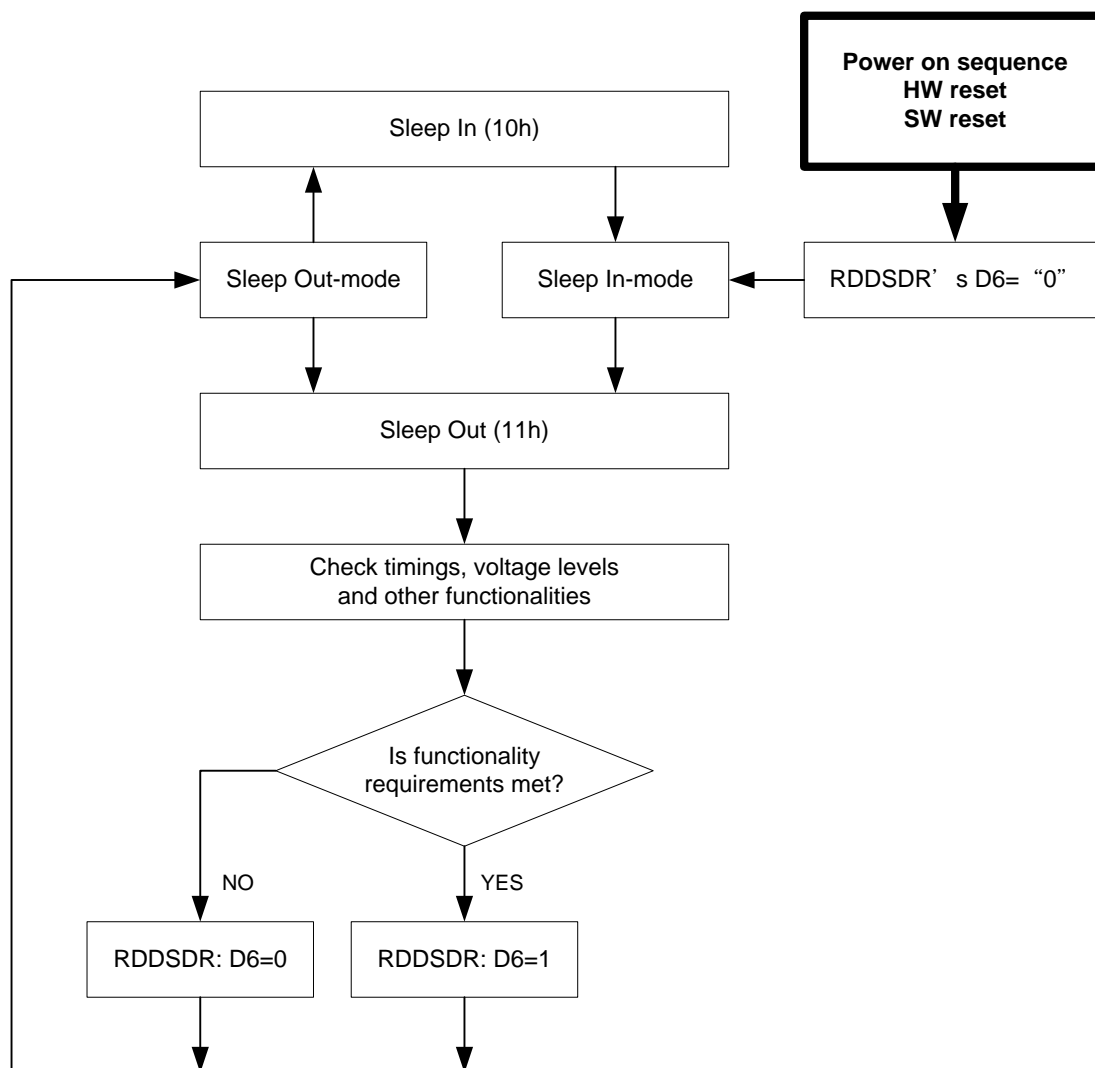 Power on sequence
HW reset
SW reset
Sleep In (10h)
Sleep Out-mode
Sleep In-mode
RDDSDR’ s D6= “0”
Sleep Out (11h)
Check timings, voltage levels
and other functionalities
Is functionality
requirements met?
NO
YES
RDDSDR: D6=0
RDDSDR: D6=1